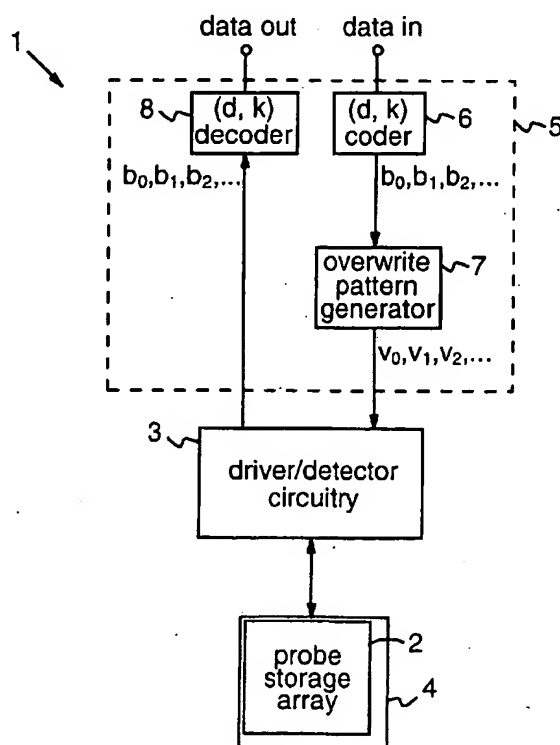 data out data in
1
8 (d, k) decoder
(d, k) coder 6
5
b0,b1,b2,... b0,b1,b2,...
overwrite pattern generator 7
v0,v1,v2,...
3
driver/detector circuitry
2
probe storage array
4